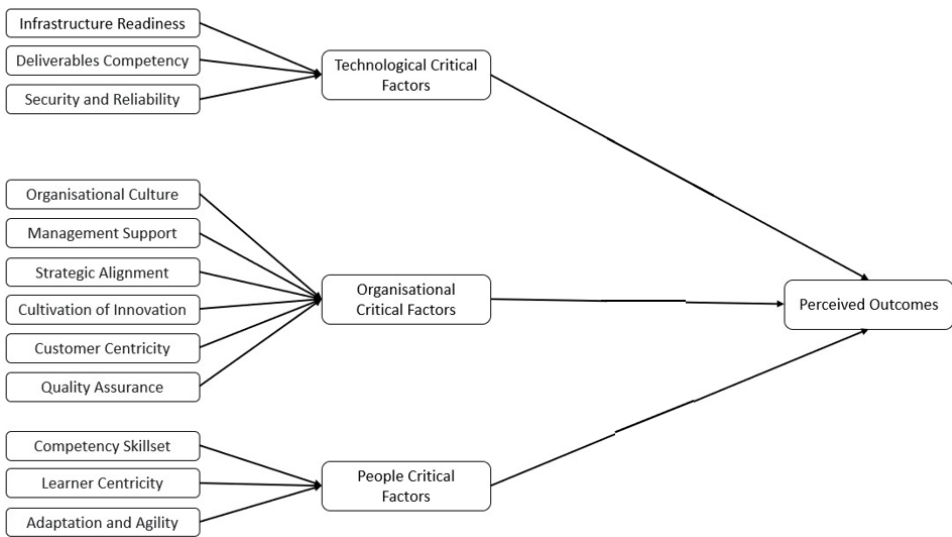 Infrastructure Readiness
Deliverables Competency
Security and Reliability
Technological Critical
Factors
Organisational Culture
Management Support
Strategic Alignment
Cultivation of Innovation
Customer Centricity
Quality Assurance
Organisational
Critical Factors
Competency Skillset
Learner Centricity
Adaptation and Agility
People Critical
Factors
Perceived Outcomes